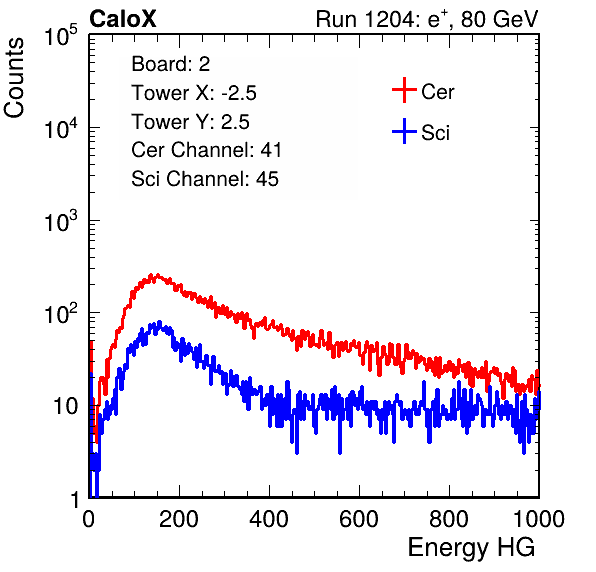 CaloX Run 1204: e+, 80 GeV
Counts
Board: 2
Tower X: -2.5
Tower Y: 2.5
Cer Channel: 41
Sci Channel: 45
Cer
Sci
10^5
10^4
10^3
10^2
10
1
0 200 400 600 800 1000
Energy HG